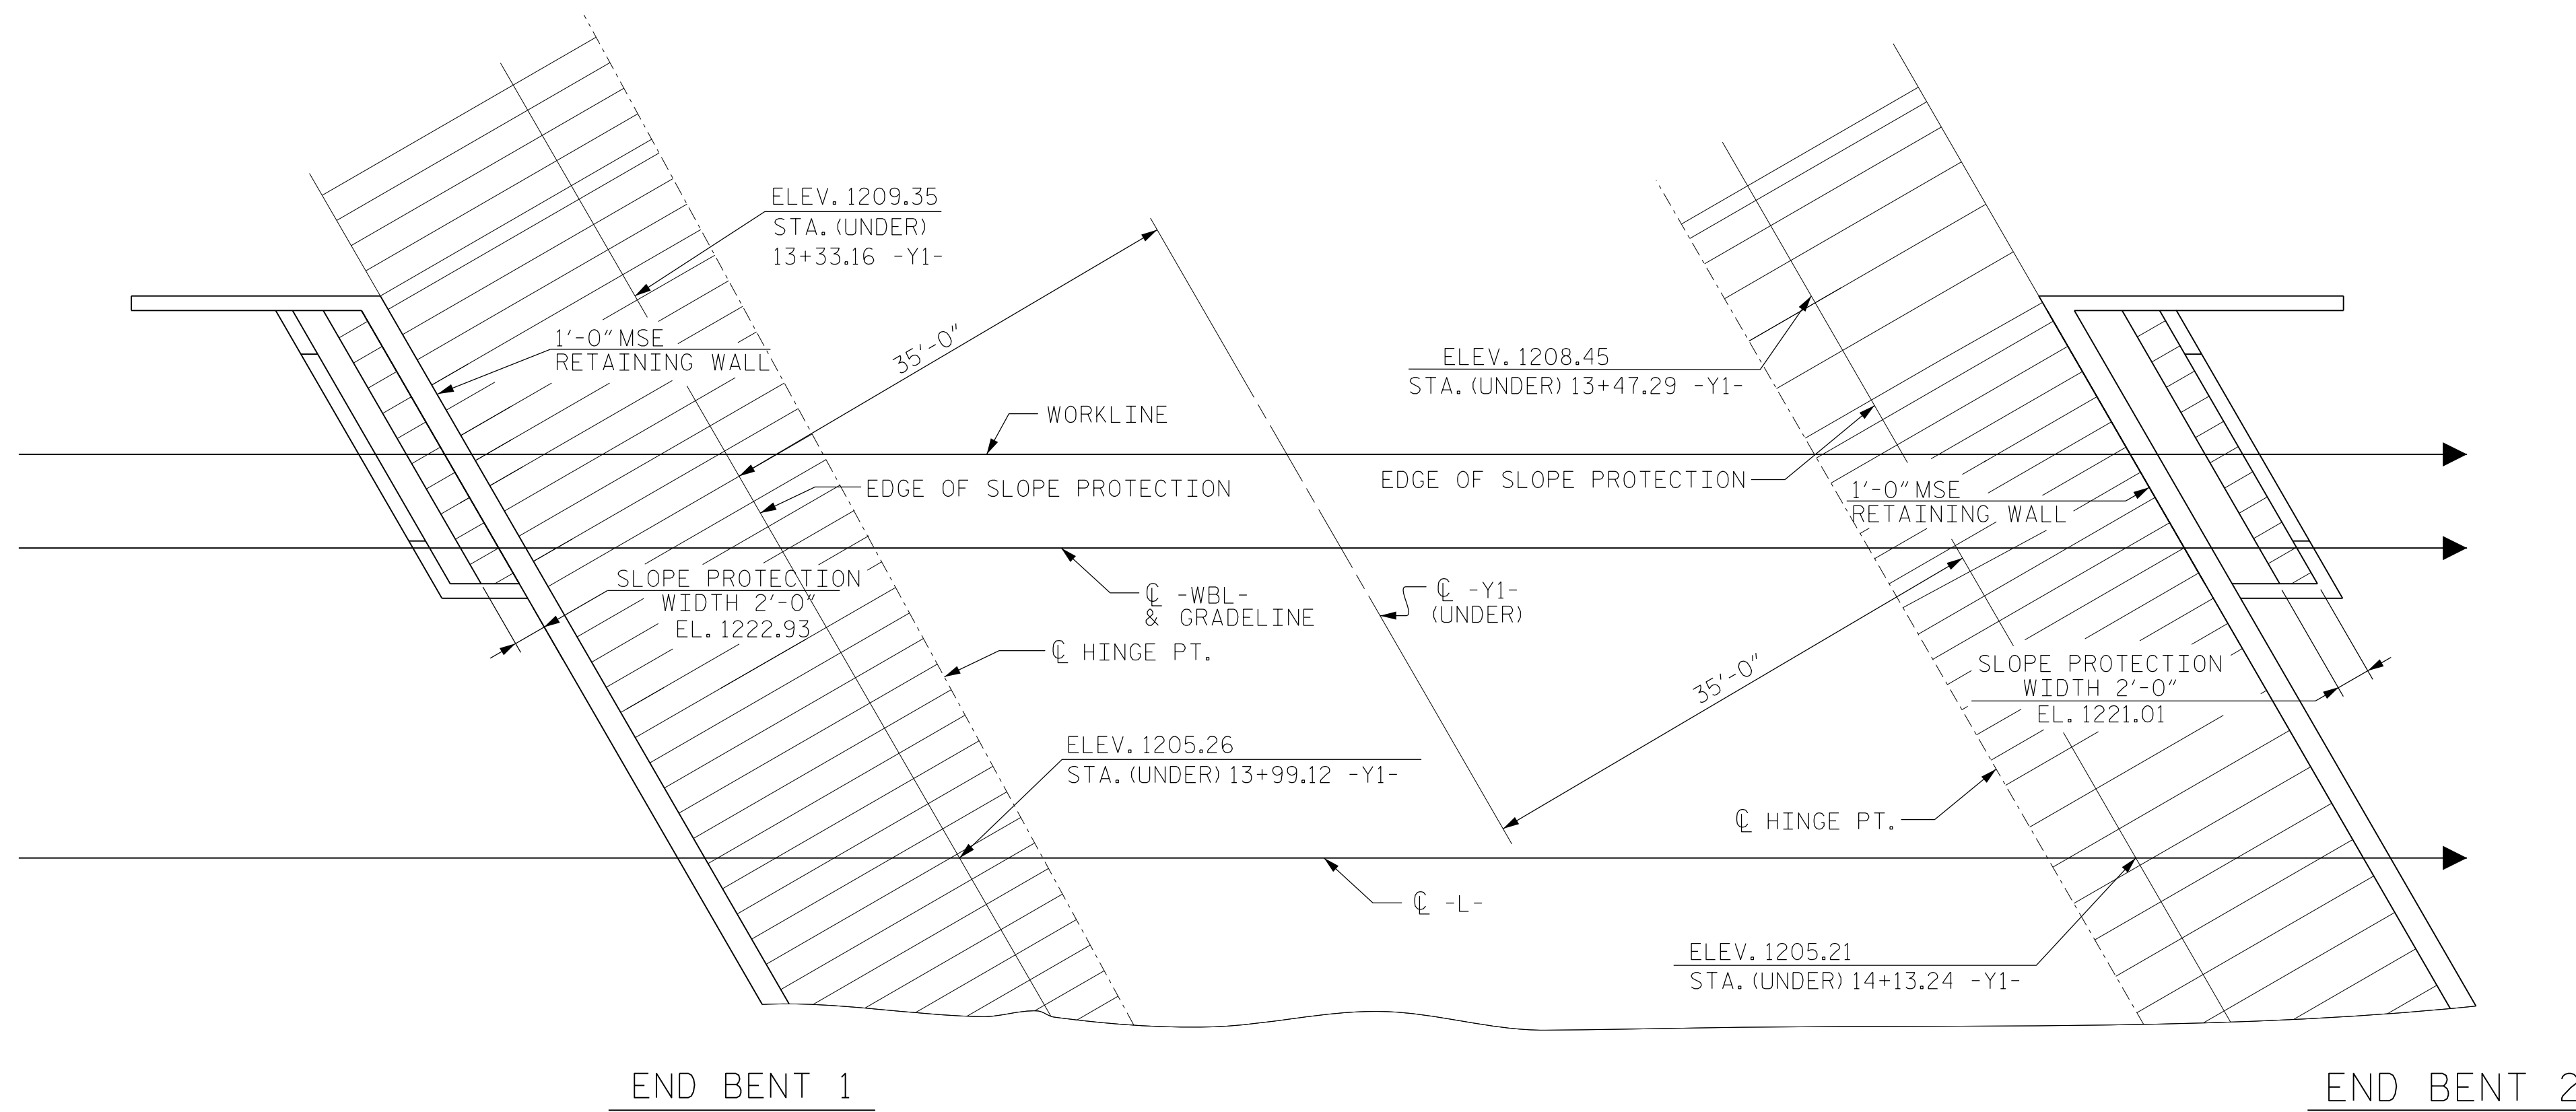 ELEV. 1209.35
STA. (UNDER)
13+33.16 -Y1-
1'-0" MSE
RETAINING WALL
35'-0"
WORKLINE
EDGE OF SLOPE PROTECTION
SLOPE PROTECTION
WIDTH 2'-0"
EL. 1222.93
℄ -WBL-
& GRADELINE
℄ HINGE PT.
ELEV. 1205.26
STA. (UNDER) 13+99.12 -Y1-
℄ -L-
℄ -Y1-
(UNDER)
ELEV. 1208.45
STA. (UNDER) 13+47.29 -Y1-
EDGE OF SLOPE PROTECTION
1'-0" MSE
RETAINING WALL
35'-0"
SLOPE PROTECTION
WIDTH 2'-0"
EL. 1221.01
℄ HINGE PT.
ELEV. 1205.21
STA. (UNDER) 14+13.24 -Y1-
END BENT 1
END BENT 2